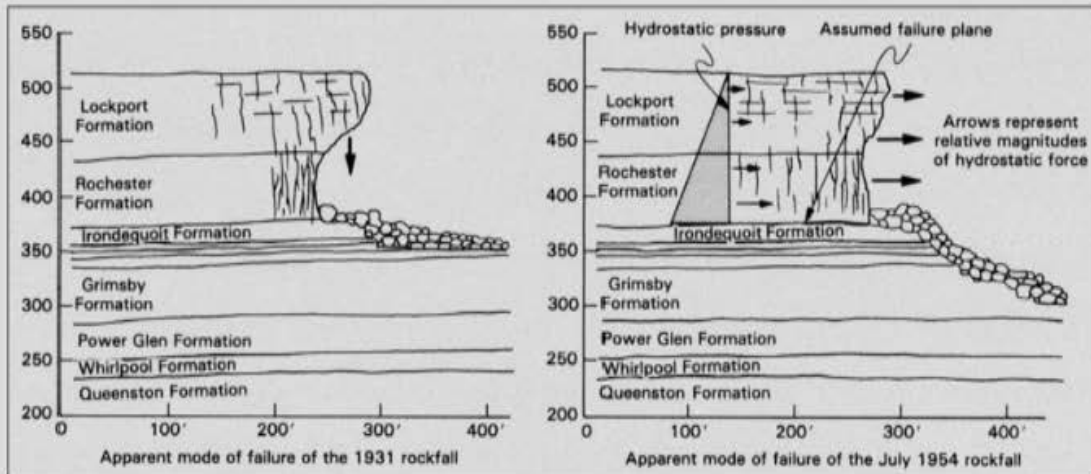 550
500
450
400
350
300
250
200
Lockport
Formation
Rochester
Formation
Irondequoit Formation
Grimsby
Formation
Power Glen Formation
Whirlpool Formation
Queenston Formation
0
100'
200'
300'
400'
Apparent mode of failure of the 1931 rockfall
Hydrostatic
pressure
Assumed failure plane
550
500
450
400
350
300
250
200
Lockport
Formation
Rochester
Formation
Arrows represent
relative magnitudes
of hydrostatic force
Irondequoit Formation
Grimsby
Formation
Power Glen Formation
Whirlpool Formation
Queenston Formation
0
100'
200'
300'
400'
Apparent mode of failure of the July 1954 rockfall